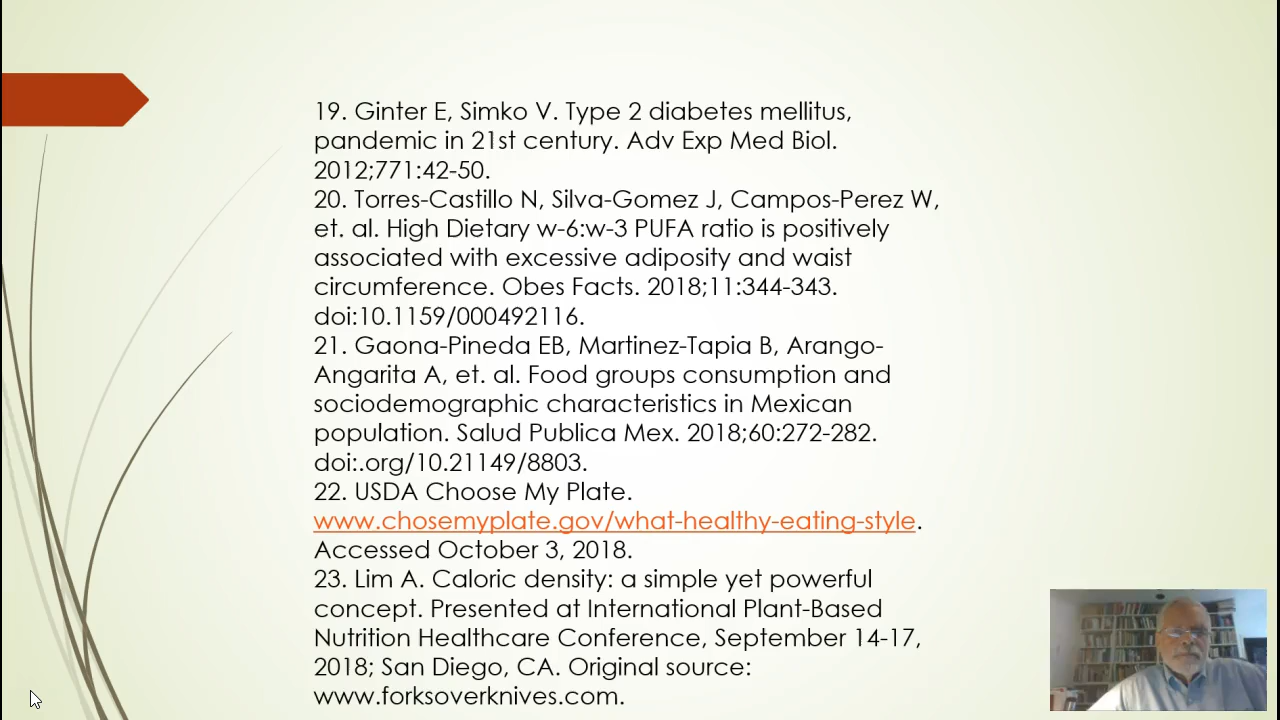 19. Ginter E, Simko V. Type 2 diabetes mellitus,
pandemic in 21st century. Adv Exp Med Biol.
2012;771:42-50.
20. Torres-Castillo N, Silva-Gomez J, Campos-Perez W,
et. al. High Dietary w-6:w-3 PUFA ratio is positively
associated with excessive adiposity and waist
circumference. Obes Facts. 2018;11:344-343.
doi:10.1159/000492116.
21. Gaona-Pineda EB, Martinez-Tapia B, Arango-
Angarita A, et. al. Food groups consumption and
sociodemographic characteristics in Mexican
population. Salud Publica Mex. 2018;60:272-282.
doi:.org/10.21149/8803.
22. USDA Choose My Plate.
www.chosemyplate.gov/what-healthy-eating-style.
Accessed October 3, 2018.
23. Lim A. Caloric density: a simple yet powerful
concept. Presented at International Plant-Based
Nutrition Healthcare Conference, September 14-17,
2018; San Diego, CA. Original source:
www.forksoverknives.com.